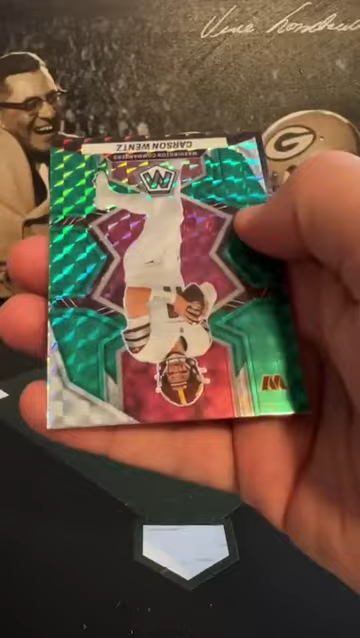 Vince Lombardi
G
CARSON WENTZ
WASHINGTON COMMANDERS
M
W